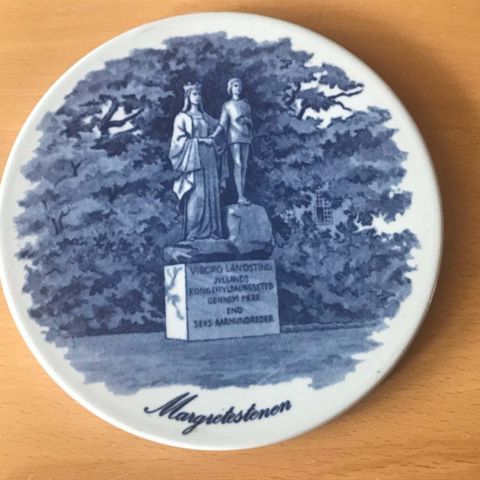 VIBORG LANDSTING
JYLLANDS
KONGEHYLDNINGSSTED
GENNEM MERE
END
SEKS AARHUNDREDER
Margretestenen